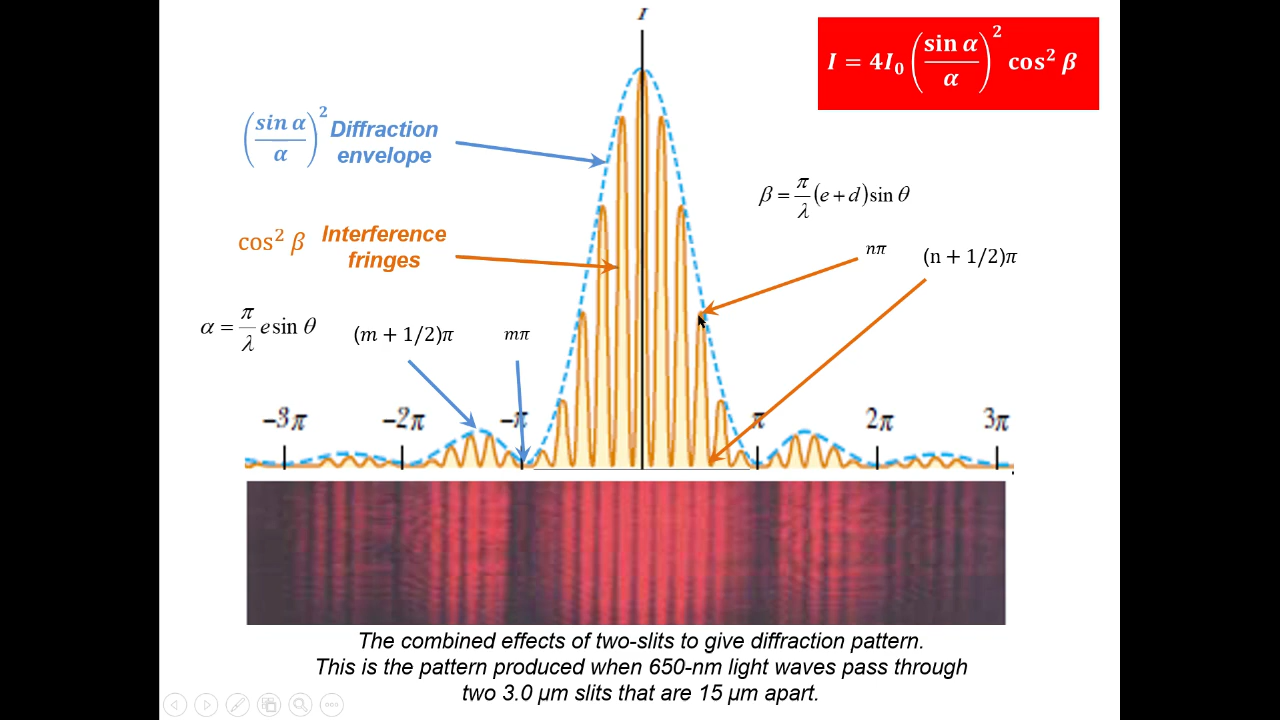 I
I = 4I₀ (sin α / α)² cos² β
(sin α / α)² Diffraction
envelope
β = π/λ (e + d) sin θ
cos² β Interference
fringes
nπ
(n + 1/2)π
α = π/λ e sin θ
(m + 1/2)π
mπ
−3π −2π −π π 2π 3π
The combined effects of two-slits to give diffraction pattern.
This is the pattern produced when 650-nm light waves pass through
two 3.0 µm slits that are 15 µm apart.